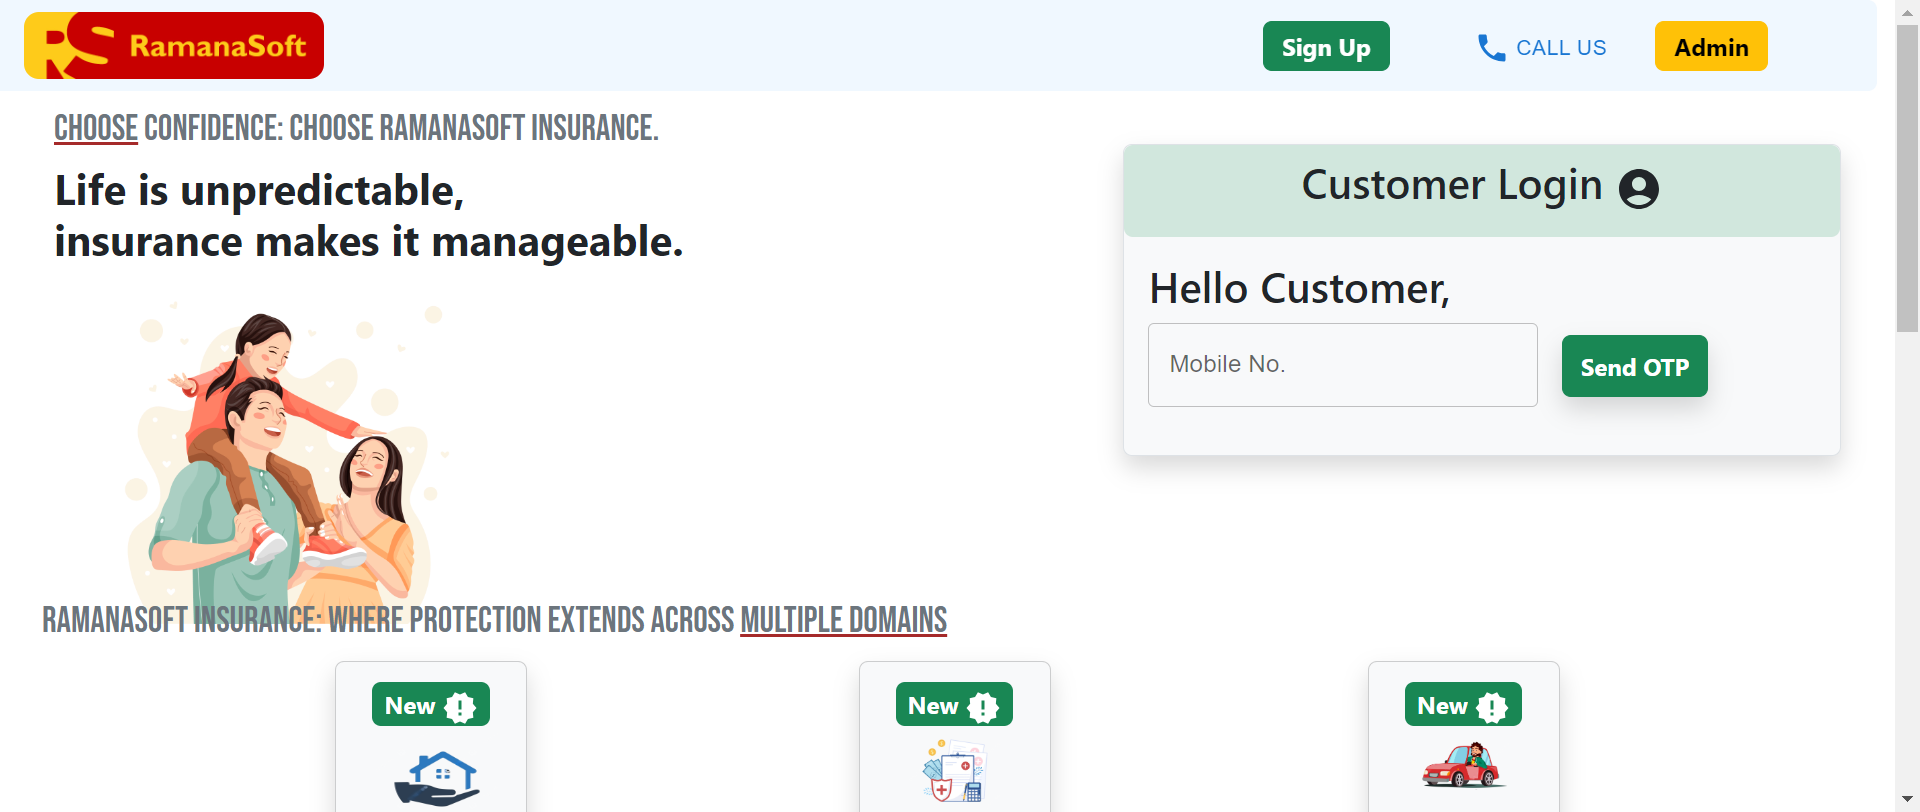 RS RamanaSoft
Sign Up
CALL US
Admin
CHOOSE CONFIDENCE: CHOOSE RAMANASOFT INSURANCE.
Life is unpredictable,
insurance makes it manageable.
Customer Login
Hello Customer,
Mobile No.
Send OTP
RAMANASOFT INSURANCE: WHERE PROTECTION EXTENDS ACROSS MULTIPLE DOMAINS
New
New
New